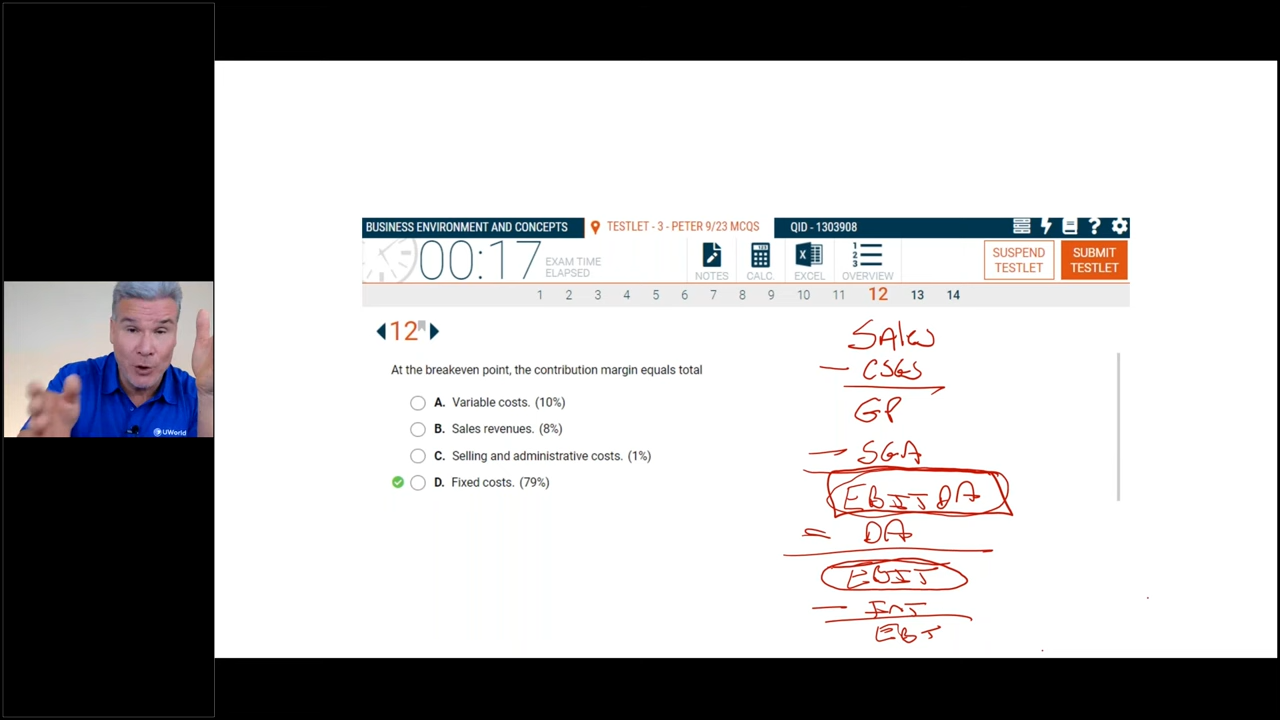 BUSINESS ENVIRONMENT AND CONCEPTS
TESTLET - 3 - PETER 9/23 MCQS
QID - 1303908
00:17
EXAM TIME
ELAPSED
NOTES
CALC.
EXCEL
OVERVIEW
SUSPEND
TESTLET
SUBMIT
TESTLET
1 2 3 4 5 6 7 8 9 10 11 12 13 14
12
At the breakeven point, the contribution margin equals total
A. Variable costs. (10%)
B. Sales revenues. (8%)
C. Selling and administrative costs. (1%)
D. Fixed costs. (79%)
SAles
- CSGS
GP
- SGA
EBITDA
= DA
EBIT
- INT
EBT
UWorld